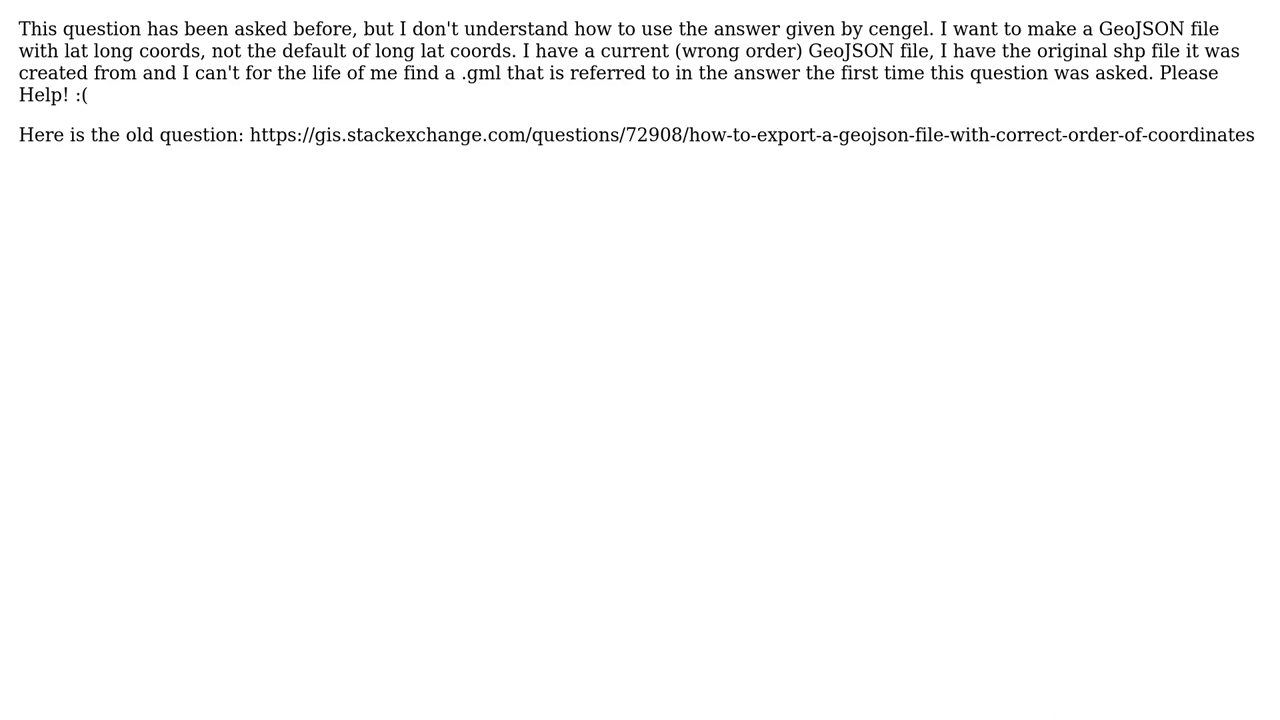 This question has been asked before, but I don't understand how to use the answer given by cengel. I want to make a GeoJSON file
with lat long coords, not the default of long lat coords. I have a current (wrong order) GeoJSON file, I have the original shp file it was
created from and I can't for the life of me find a .gml that is referred to in the answer the first time this question was asked. Please
Help! :(
Here is the old question: https://gis.stackexchange.com/questions/72908/how-to-export-a-geojson-file-with-correct-order-of-coordinates